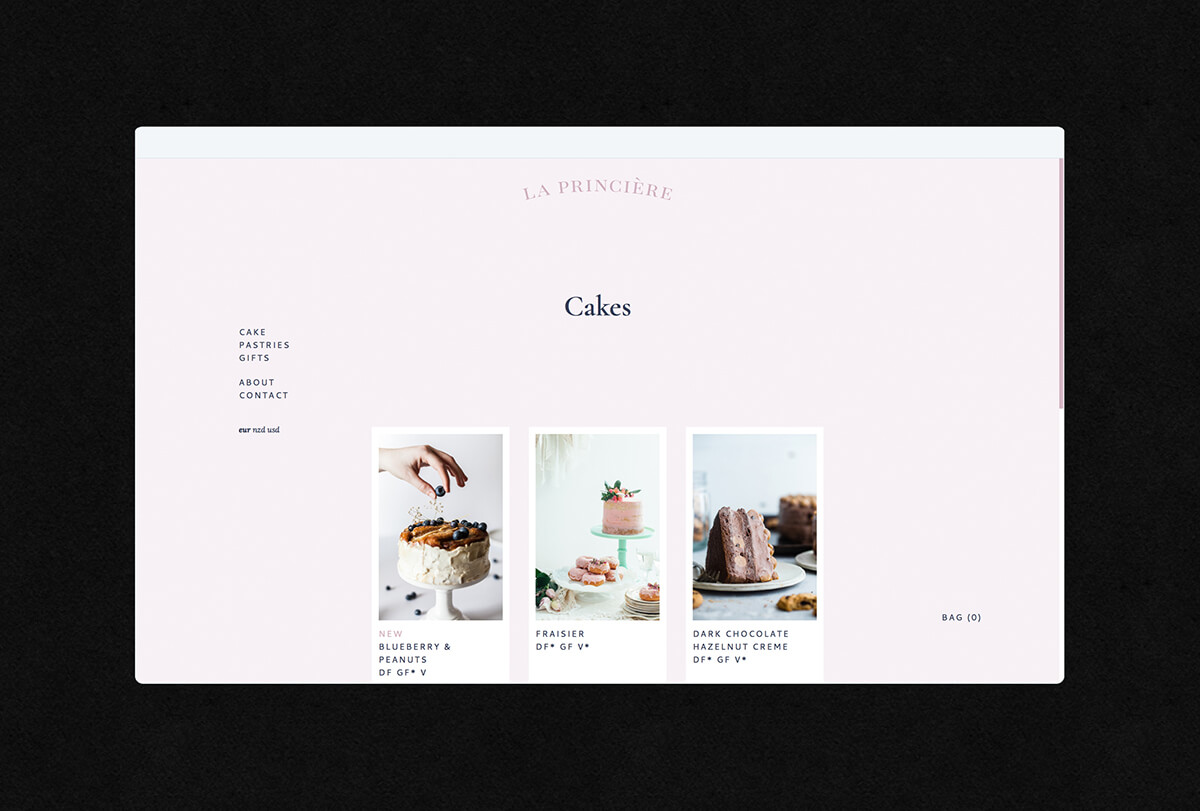 LA PRINCIÈRE
Cakes
CAKE
PASTRIES
GIFTS
ABOUT
CONTACT
eur nzd usd
NEW
BLUEBERRY &
PEANUTS
DF GF* V
FRAISIER
DF* GF V*
DARK CHOCOLATE
HAZELNUT CREME
DF* GF V*
BAG (0)